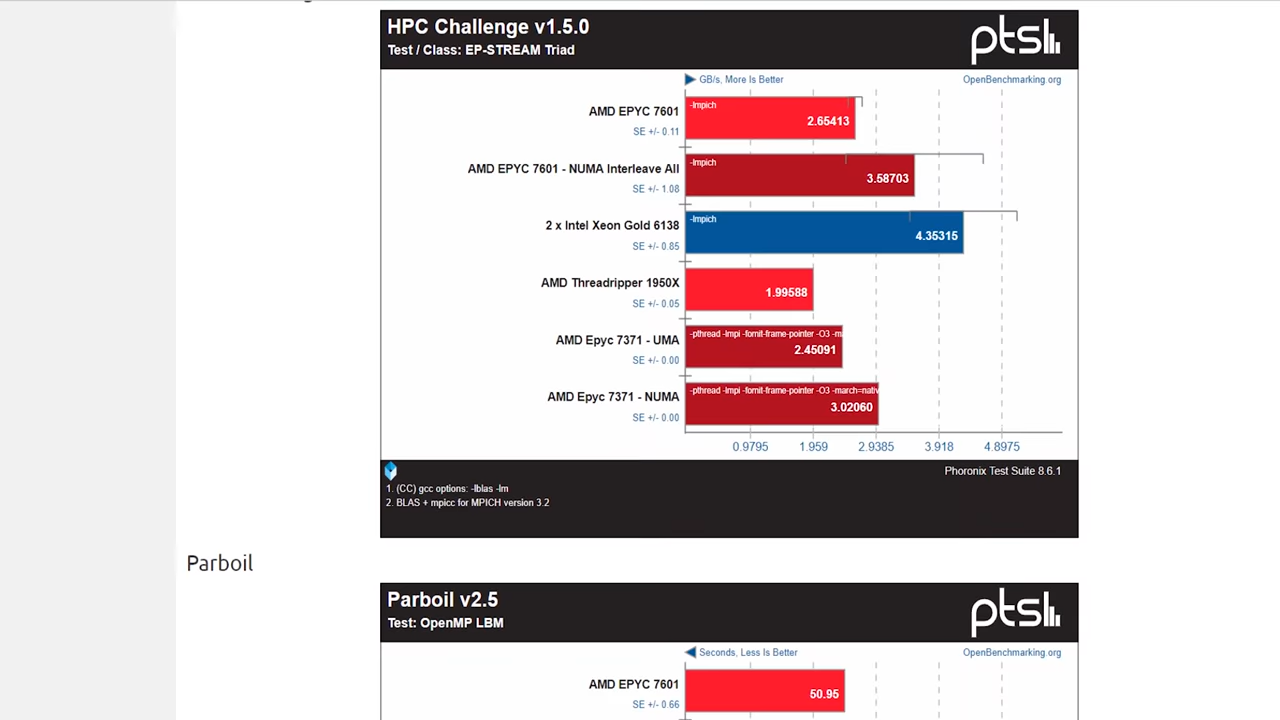 HPC Challenge v1.5.0
Test / Class: EP-STREAM Triad
ptsl
GB/s, More Is Better
OpenBenchmarking.org
AMD EPYC 7601
SE +/- 0.11
-lmpich
2.65413
AMD EPYC 7601 - NUMA Interleave All
SE +/- 1.08
-lmpich
3.58703
2 x Intel Xeon Gold 6138
SE +/- 0.85
-lmpich
4.35315
AMD Threadripper 1950X
SE +/- 0.05
1.99588
AMD Epyc 7371 - UMA
SE +/- 0.00
-pthread -lmpi -fomit-frame-pointer -O3 -m
2.45091
AMD Epyc 7371 - NUMA
SE +/- 0.00
-pthread -lmpi -fomit-frame-pointer -O3 -march=nativ
3.02060
0.9795 1.959 2.9385 3.918 4.8975
Phoronix Test Suite 8.6.1
1. (CC) gcc options: -lblas -lm
2. BLAS + mpicc for MPICH version 3.2
Parboil
Parboil v2.5
Test: OpenMP LBM
ptsl
Seconds, Less Is Better
OpenBenchmarking.org
AMD EPYC 7601
SE +/- 0.66
50.95